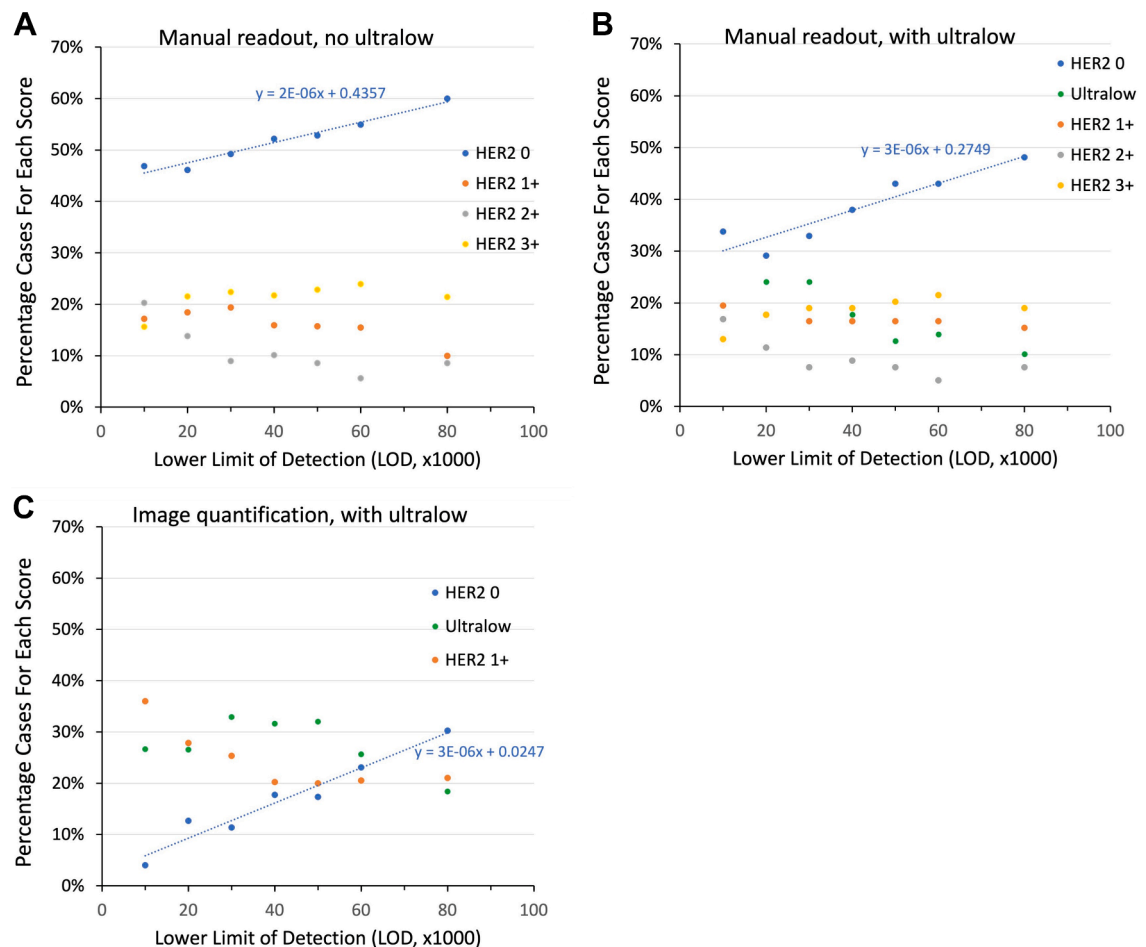 A
Manual readout, no ultralow
Percentage Cases For Each Score
70%
60%
50%
40%
30%
20%
10%
0%
y = 2E-06x + 0.4357
HER2 0
HER2 1+
HER2 2+
HER2 3+
0 20 40 60 80 100
Lower Limit of Detection (LOD, x1000)
B
Manual readout, with ultralow
Percentage Cases For Each Score
70%
60%
50%
40%
30%
20%
10%
0%
HER2 0
Ultralow
HER2 1+
HER2 2+
HER2 3+
y = 3E-06x + 0.2749
0 20 40 60 80 100
Lower Limit of Detection (LOD, x1000)
C
Image quantification, with ultralow
Percentage Cases For Each Score
70%
60%
50%
40%
30%
20%
10%
0%
HER2 0
Ultralow
HER2 1+
y = 3E-06x + 0.0247
0 20 40 60 80 100
Lower Limit of Detection (LOD, x1000)